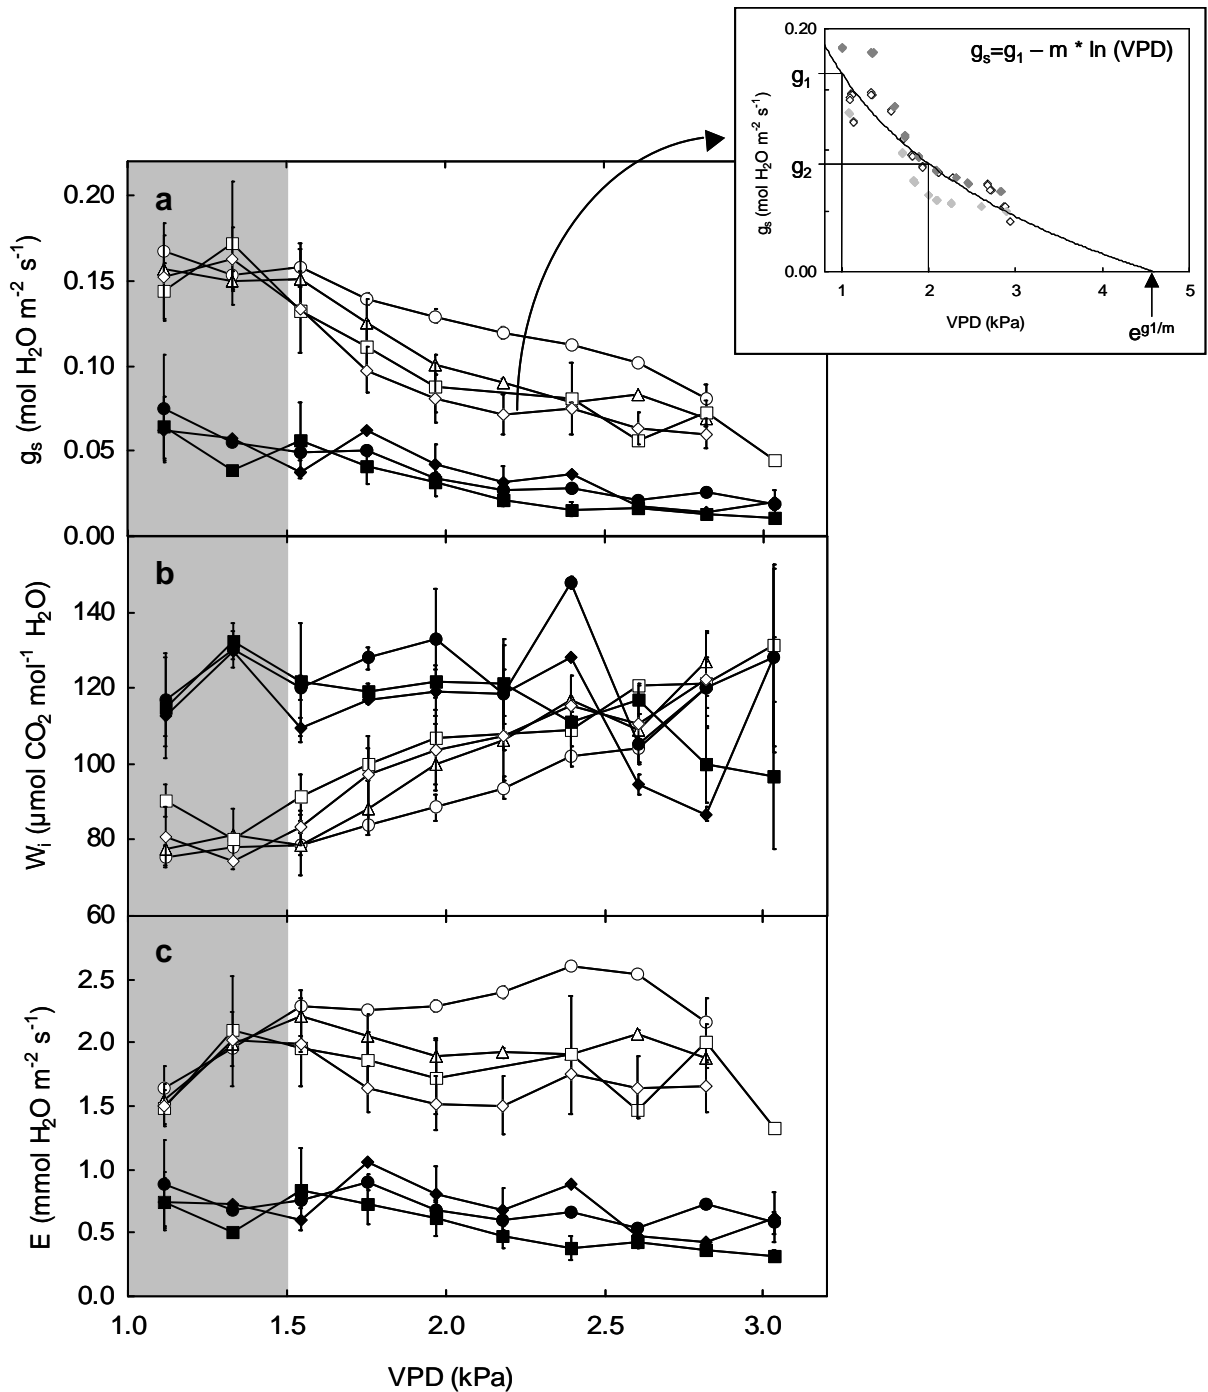 0.20
gₛ=g₁ – m * ln (VPD)
g₁
g₂
gₛ (mol H₂O m⁻² s⁻¹)
0.00
1 2 3 4 5
VPD (kPa)
e^g1/m
a
0.20
0.15
0.10
0.05
0.00
gₛ (mol H₂O m⁻² s⁻¹)
b
140
120
100
80
60
Wᵢ (µmol CO₂ mol⁻¹ H₂O)
c
2.5
2.0
1.5
1.0
0.5
0.0
E (mmol H₂O m⁻² s⁻¹)
1.0 1.5 2.0 2.5 3.0
VPD (kPa)